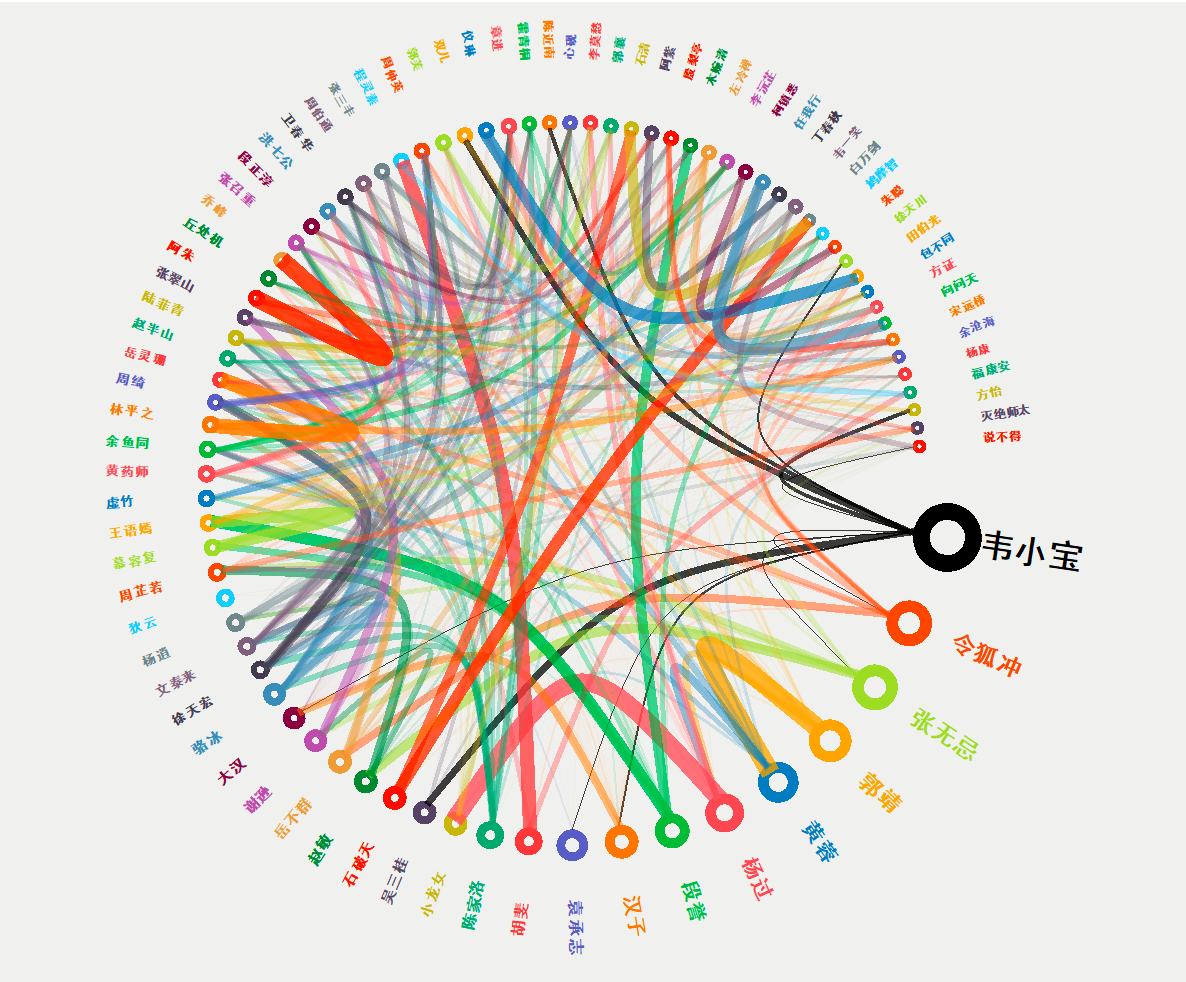 韦小宝
令狐冲
张无忌
郭靖
黄蓉
杨过
段誉
汉子
袁承志
胡斐
陈家洛
小龙女
吴三桂
石破天
赵敏
岳不群
谢逊
大汉
骆冰
徐天宏
文泰来
杨逍
狄云
周芷若
慕容复
王语嫣
虚竹
黄药师
余鱼同
林平之
周绮
岳灵珊
赵半山
陆菲青
张翠山
阿朱
丘处机
乔峰
张召重
段正淳
洪七公
卫春华
周伯通
张三丰
程灵素
周仲英
郭芙
双儿
仪琳
章进
霍青桐
陈近南
心砚
李莫愁
郭襄
石清
阿紫
殷梨亭
木婉清
左冷禅
李沅芷
柯镇恶
任我行
丁春秋
韦一笑
白万剑
鸠摩智
朱聪
徐天川
田伯光
包不同
方证
向问天
宋远桥
余沧海
杨康
福康安
方怡
灭绝师太
说不得